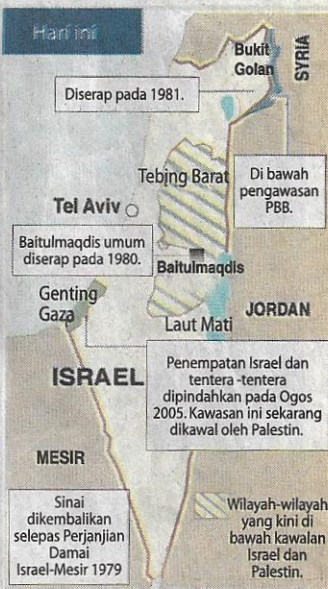 Hari ini
Bukit
Golan
SYRIA
Diserap pada 1981.
Tebing Barat
Di bawah
pengawasan
PBB.
Tel Aviv
Baitulmaqdis umum
diserap pada 1980.
Baitulmaqdis
Genting
Gaza
JORDAN
Laut Mati
ISRAEL
Penempatan Israel dan
tentera -tentera
dipindahkan pada Ogos
2005. Kawasan ini sekarang
dikawal oleh Palestin.
MESIR
Sinai
dikembalikan
selepas Perjanjian
Damai
Israel-Mesir 1979
Wilayah-wilayah
yang kini di
bawah kawalan
Israel dan
Palestin.